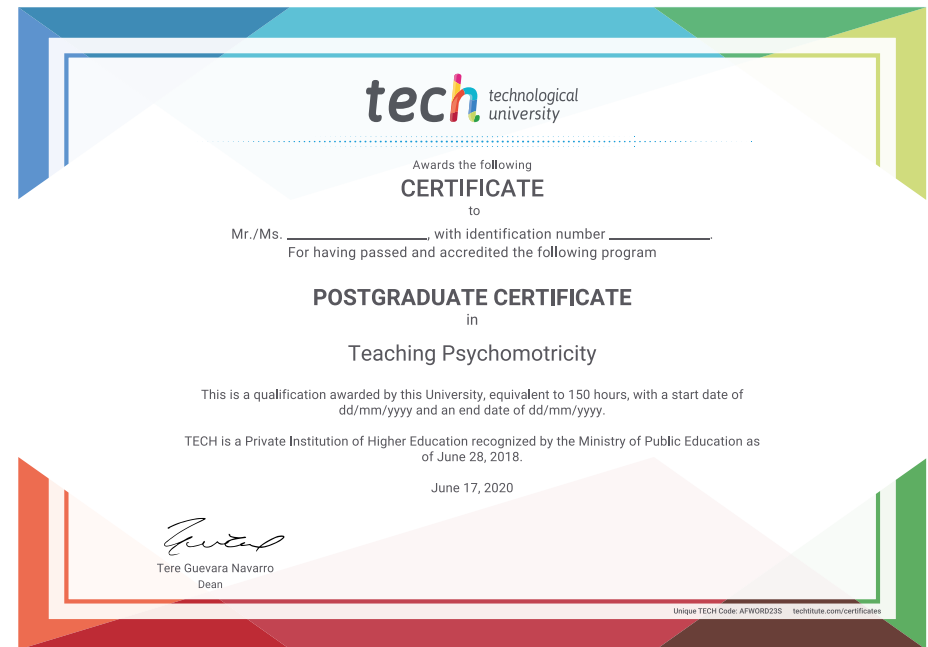 tech technological
university
Awards the following
CERTIFICATE
to
Mr./Ms. ____________________, with identification number ______________.
For having passed and accredited the following program
POSTGRADUATE CERTIFICATE
in
Teaching Psychomotricity
This is a qualification awarded by this University, equivalent to 150 hours, with a start date of
dd/mm/yyyy and an end date of dd/mm/yyyy.
TECH is a Private Institution of Higher Education recognized by the Ministry of Public Education as
of June 28, 2018.
June 17, 2020
Tere Guevara Navarro
Dean
Unique TECH Code: AFWORD23S techtitute.com/certificates